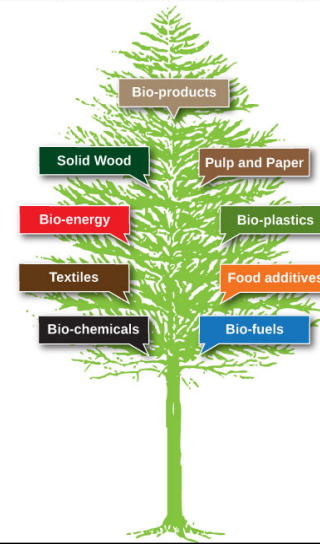 Bio-products
Solid Wood
Pulp and Paper
Bio-energy
Bio-plastics
Textiles
Food additives
Bio-chemicals
Bio-fuels